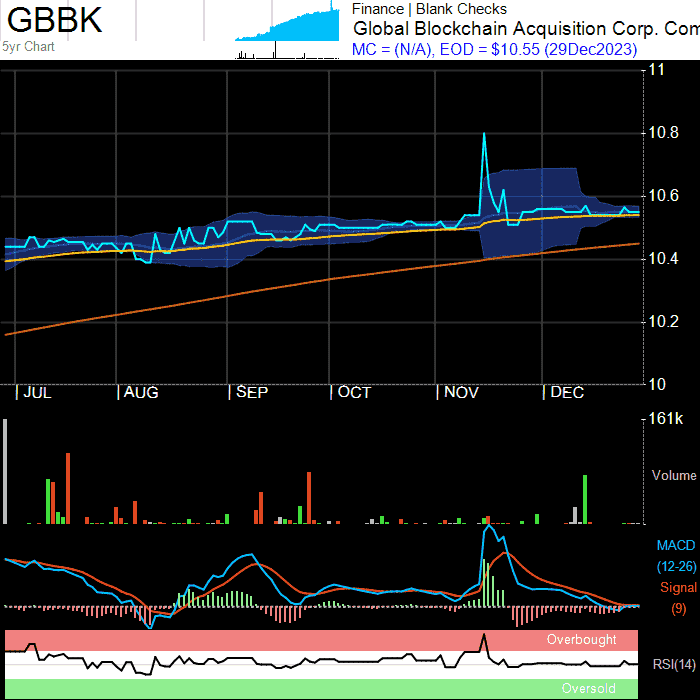 GBBK
5yr Chart
Finance | Blank Checks
Global Blockchain Acquisition Corp. Com
MC = (N/A), EOD = $10.55 (29Dec2023)
11
10.8
10.6
10.4
10.2
10
JUL
AUG
SEP
OCT
NOV
DEC
161k
Volume
MACD
(12-26)
Signal
(9)
Overbought
RSI(14)
Oversold